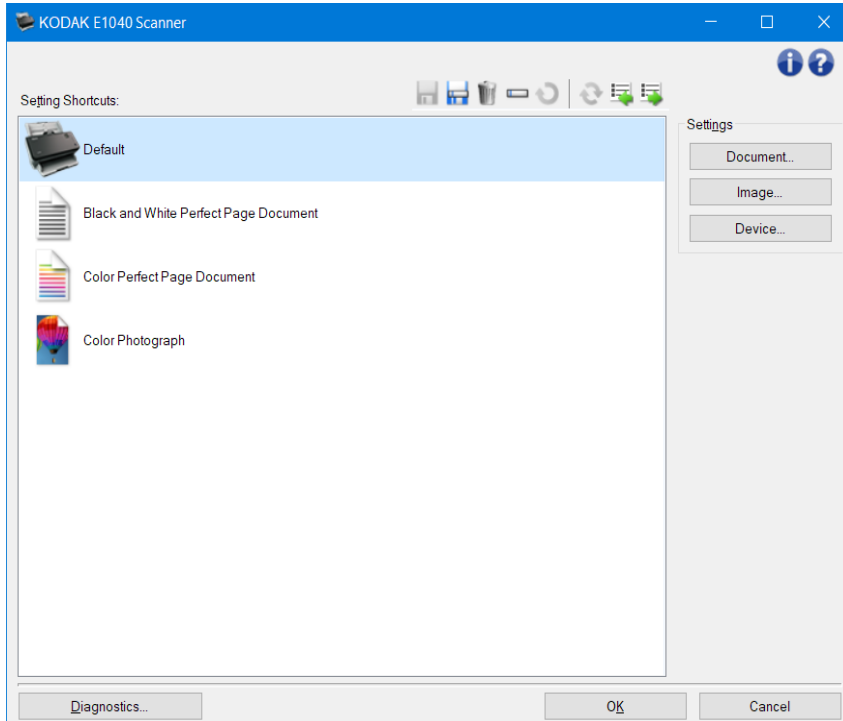 KODAK E1040 Scanner
Setting Shortcuts:
Default
Black and White Perfect Page Document
Color Perfect Page Document
Color Photograph
Settings
Document...
Image...
Device...
Diagnostics...
OK
Cancel